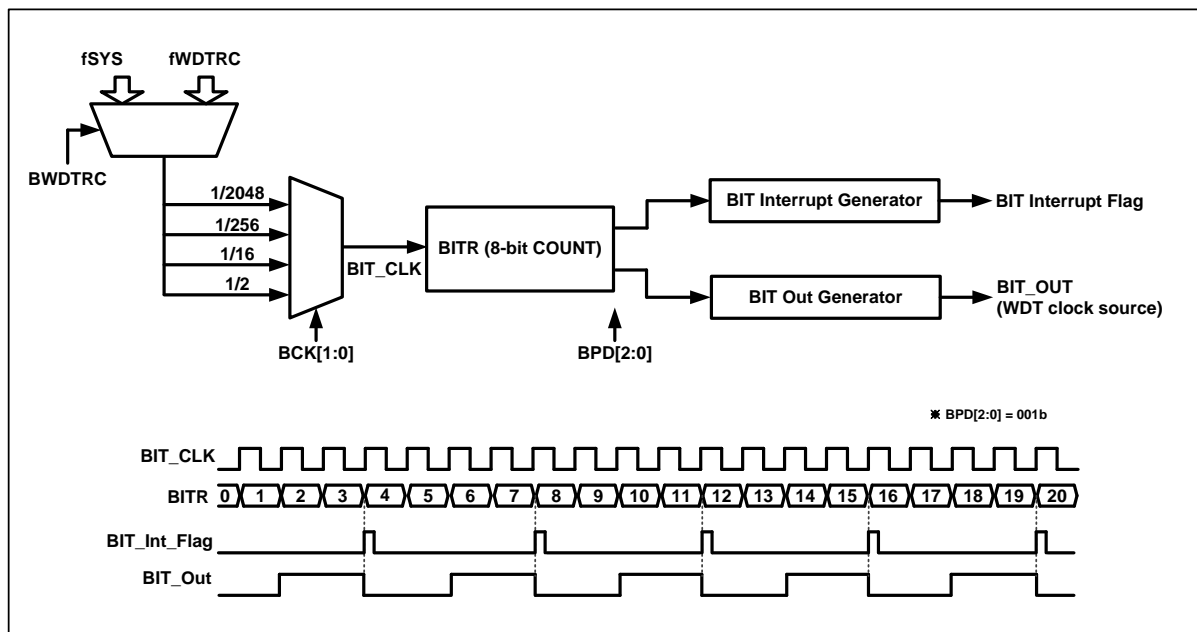 fSYS fWDTRC
BWDTRC
1/2048
1/256
1/16
1/2
BCK[1:0]
BIT_CLK
BITR (8-bit COUNT)
BPD[2:0]
BIT Interrupt Generator
BIT Interrupt Flag
BIT Out Generator
BIT_OUT
(WDT clock source)
※ BPD[2:0] = 001b
BIT_CLK
BITR 0 1 2 3 4 5 6 7 8 9 10 11 12 13 14 15 16 17 18 19 20
BIT_Int_Flag
BIT_Out